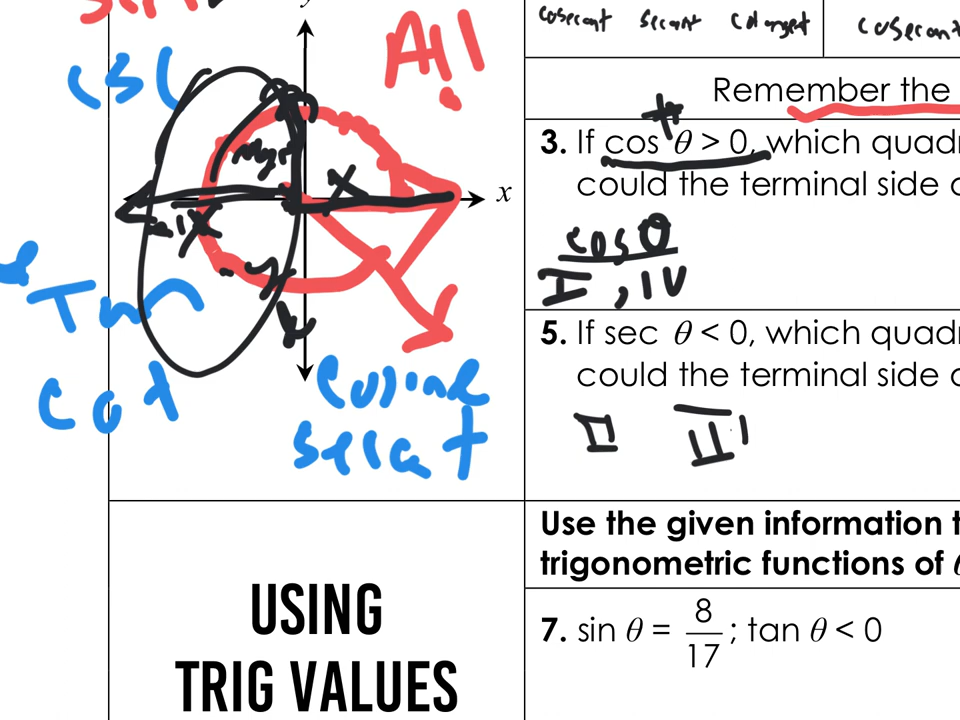 cosecant secant cotangent cosecant
All
csc
Remember the
+
3. If cos θ > 0, which quad
could the terminal side
x
-x
x
cos θ
I, IV
Tan
Cot
5. If sec θ < 0, which quad
could the terminal side
Cosine
secant
II III
Use the given information
trigonometric functions of
USING
TRIG VALUES
7. sin θ = 8/17 ; tan θ < 0